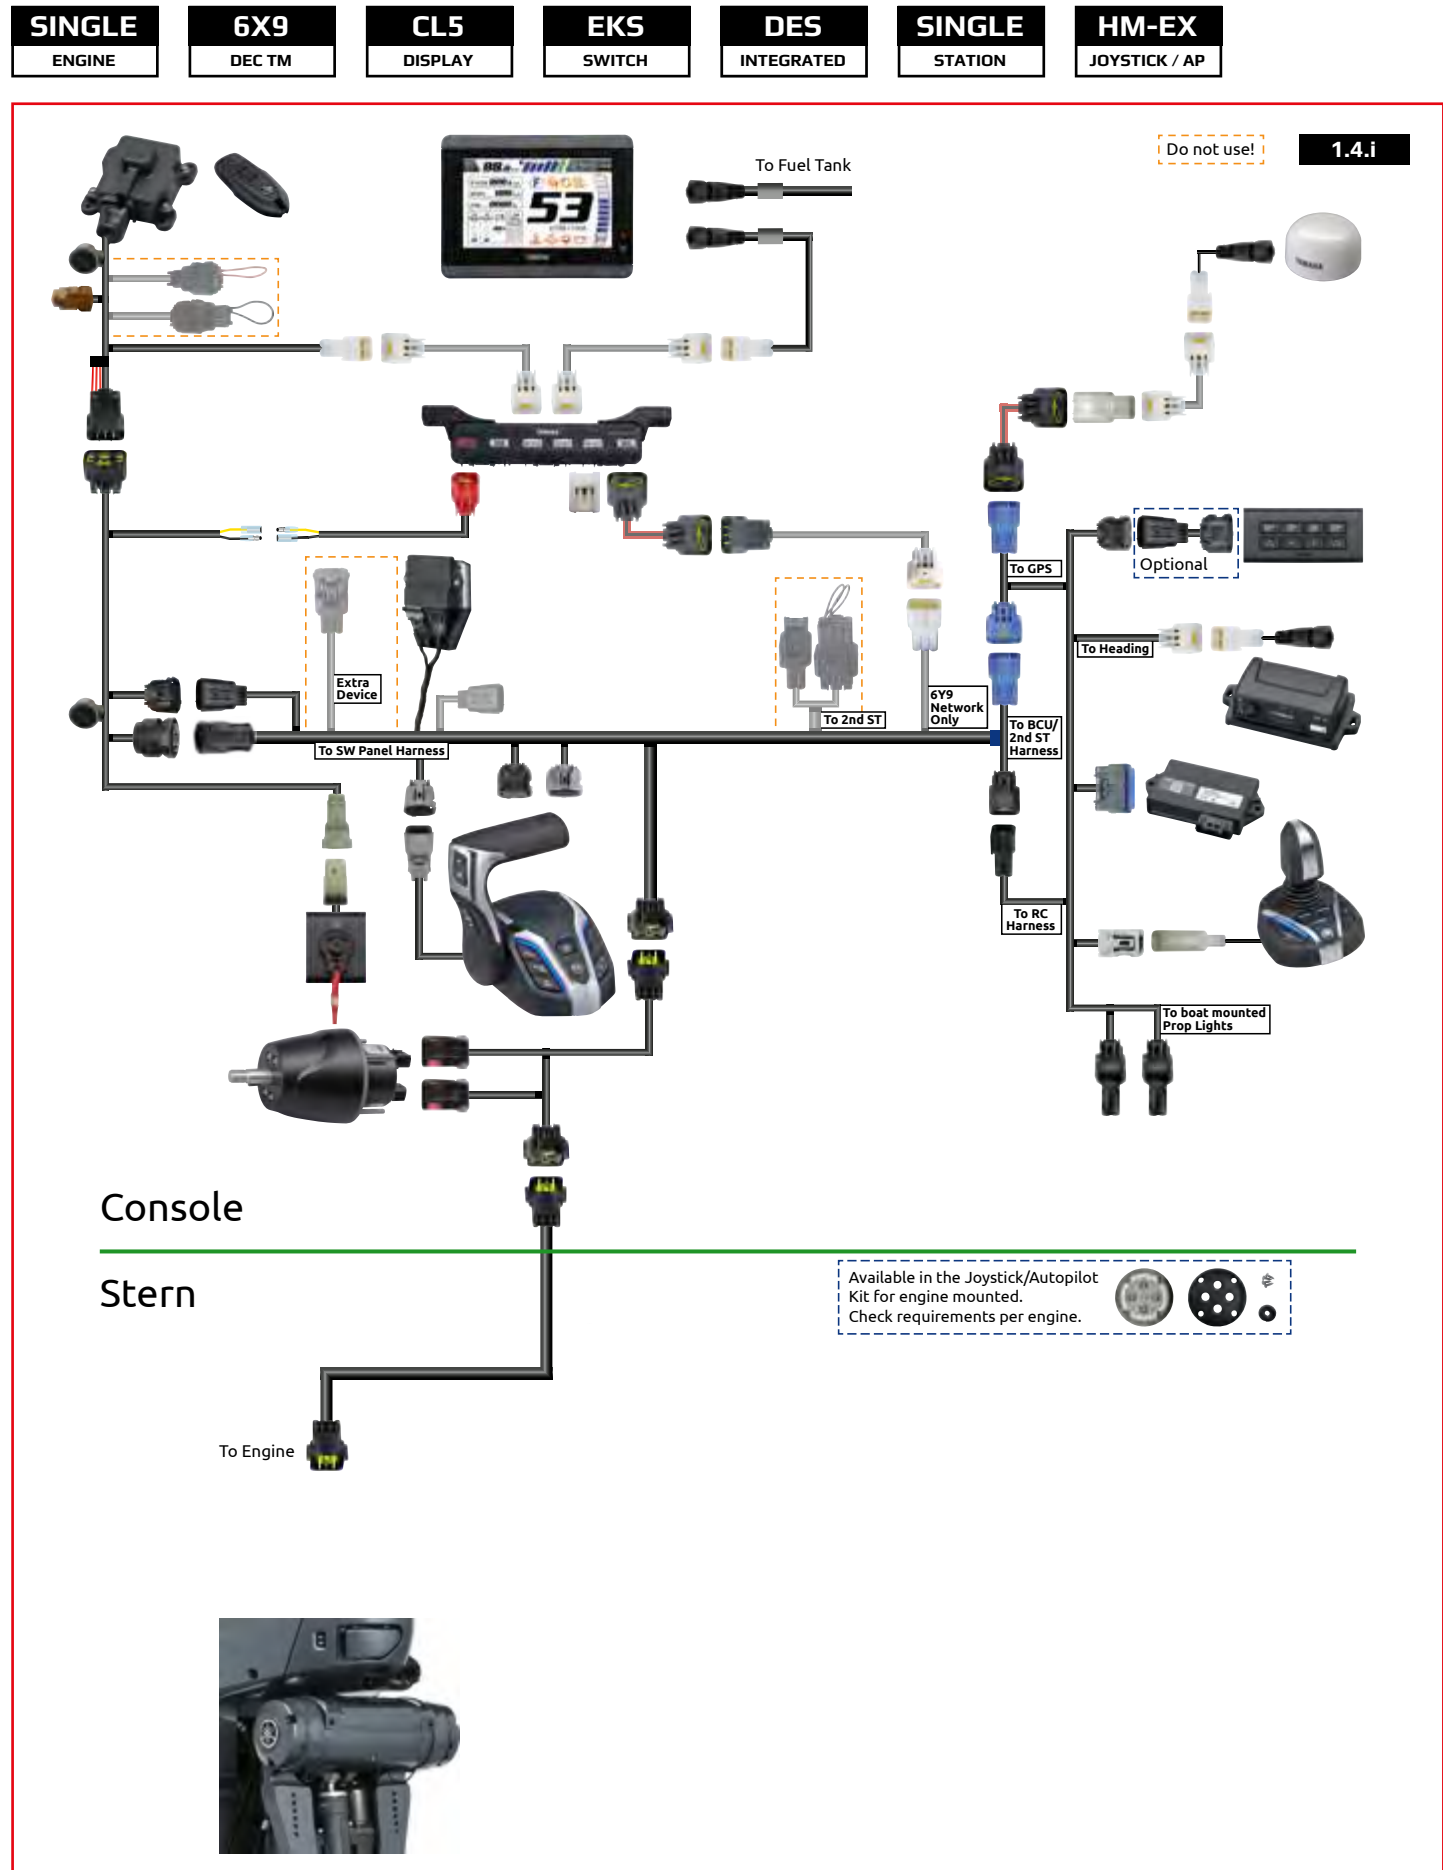 SINGLE
ENGINE
6X9
DEC TM
CL5
DISPLAY
EKS
SWITCH
DES
INTEGRATED
SINGLE
STATION
HM-EX
JOYSTICK / AP
Do not use!
1.4.i
To Fuel Tank
53
YAMAHA
To GPS
Optional
To Heading
Extra
Device
To 2nd ST
6Y9
Network
Only
To BCU/
2nd ST
Harness
To SW Panel Harness
To RC
Harness
To boat mounted
Prop Lights
Console
Stern
Available in the Joystick/Autopilot
Kit for engine mounted.
Check requirements per engine.
To Engine